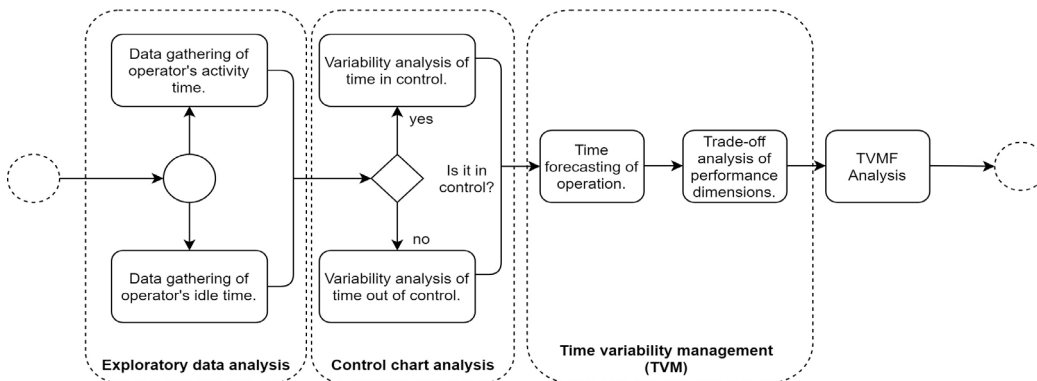 Data gathering of
operator's activity
time.
Data gathering of
operator's idle time.
Exploratory data analysis
Variability analysis of
time in control.
yes
Is it in
control?
no
Variability analysis of
time out of control.
Control chart analysis
Time
forecasting of
operation.
Trade-off
analysis of
performance
dimensions.
Time variability management
(TVM)
TVMF
Analysis